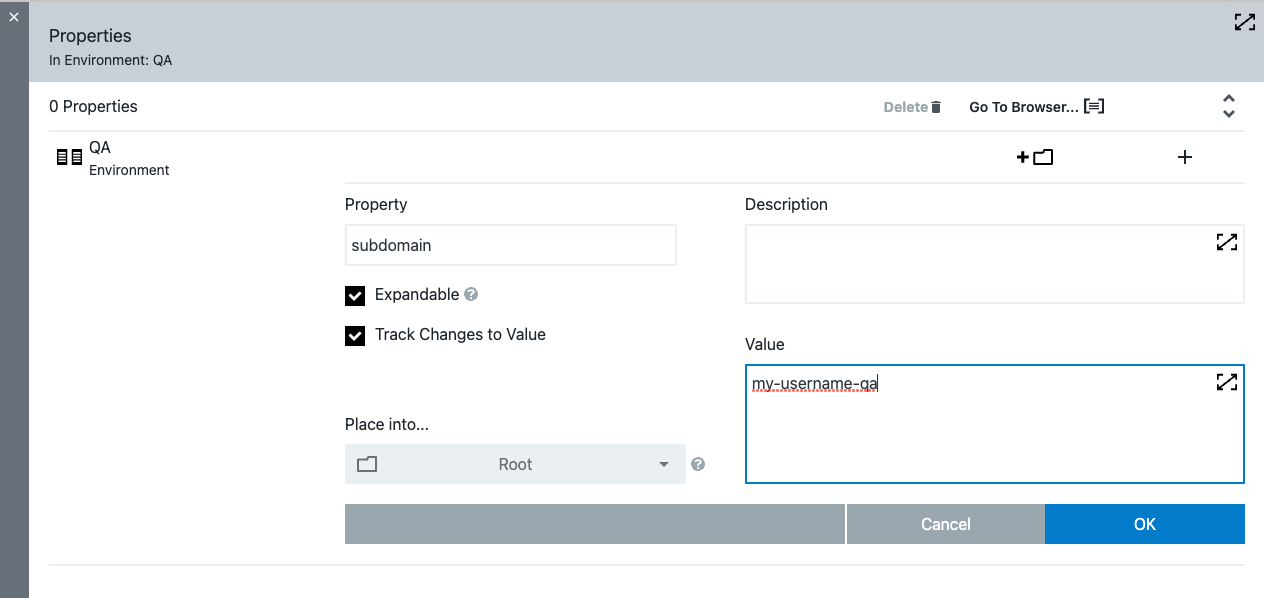 Properties
In Environment: QA
0 Properties
Delete
Go To Browser...
QA
Environment
Property
Description
subdomain
Expandable
Track Changes to Value
Value
my-username-qa
Place into...
Root
Cancel
OK